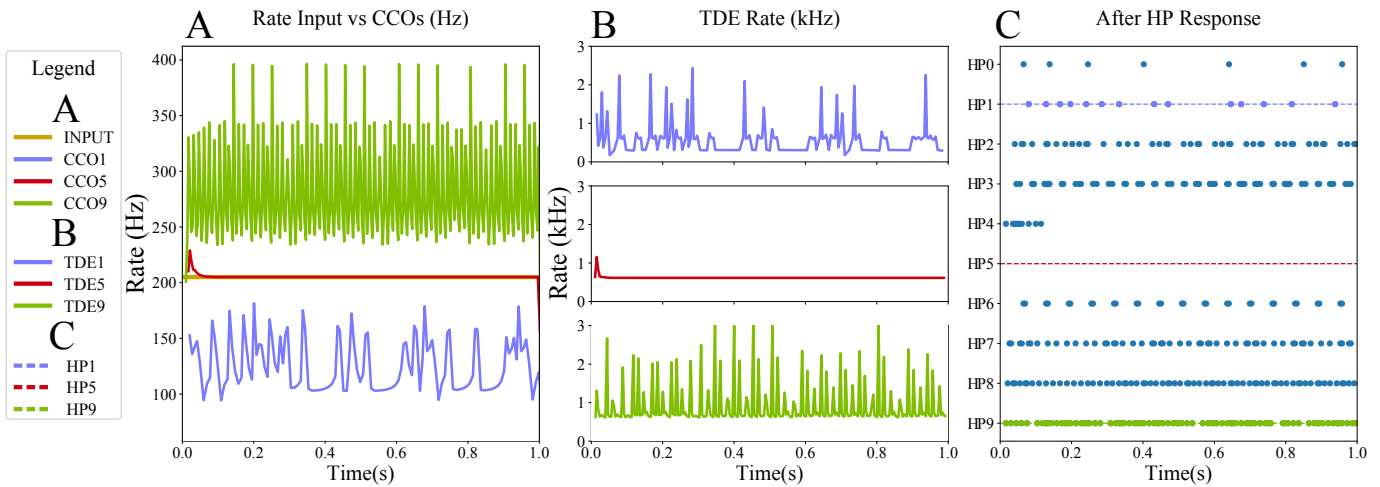 Legend
A
INPUT
CCO1
CCO5
CCO9
B
TDE1
TDE5
TDE9
C
HP1
HP5
HP9
A
Rate Input vs CCOs (Hz)
Rate (Hz)
400
350
300
250
200
150
100
0.0 0.2 0.4 0.6 0.8 1.0
Time(s)
B
TDE Rate (kHz)
Rate (kHz)
3
2
1
0
3
2
1
0
3
2
1
0
0.0 0.2 0.4 0.6 0.8 1.0
Time(s)
C
After HP Response
HP0
HP1
HP2
HP3
HP4
HP5
HP6
HP7
HP8
HP9
0.0 0.2 0.4 0.6 0.8 1.0
Time(s)